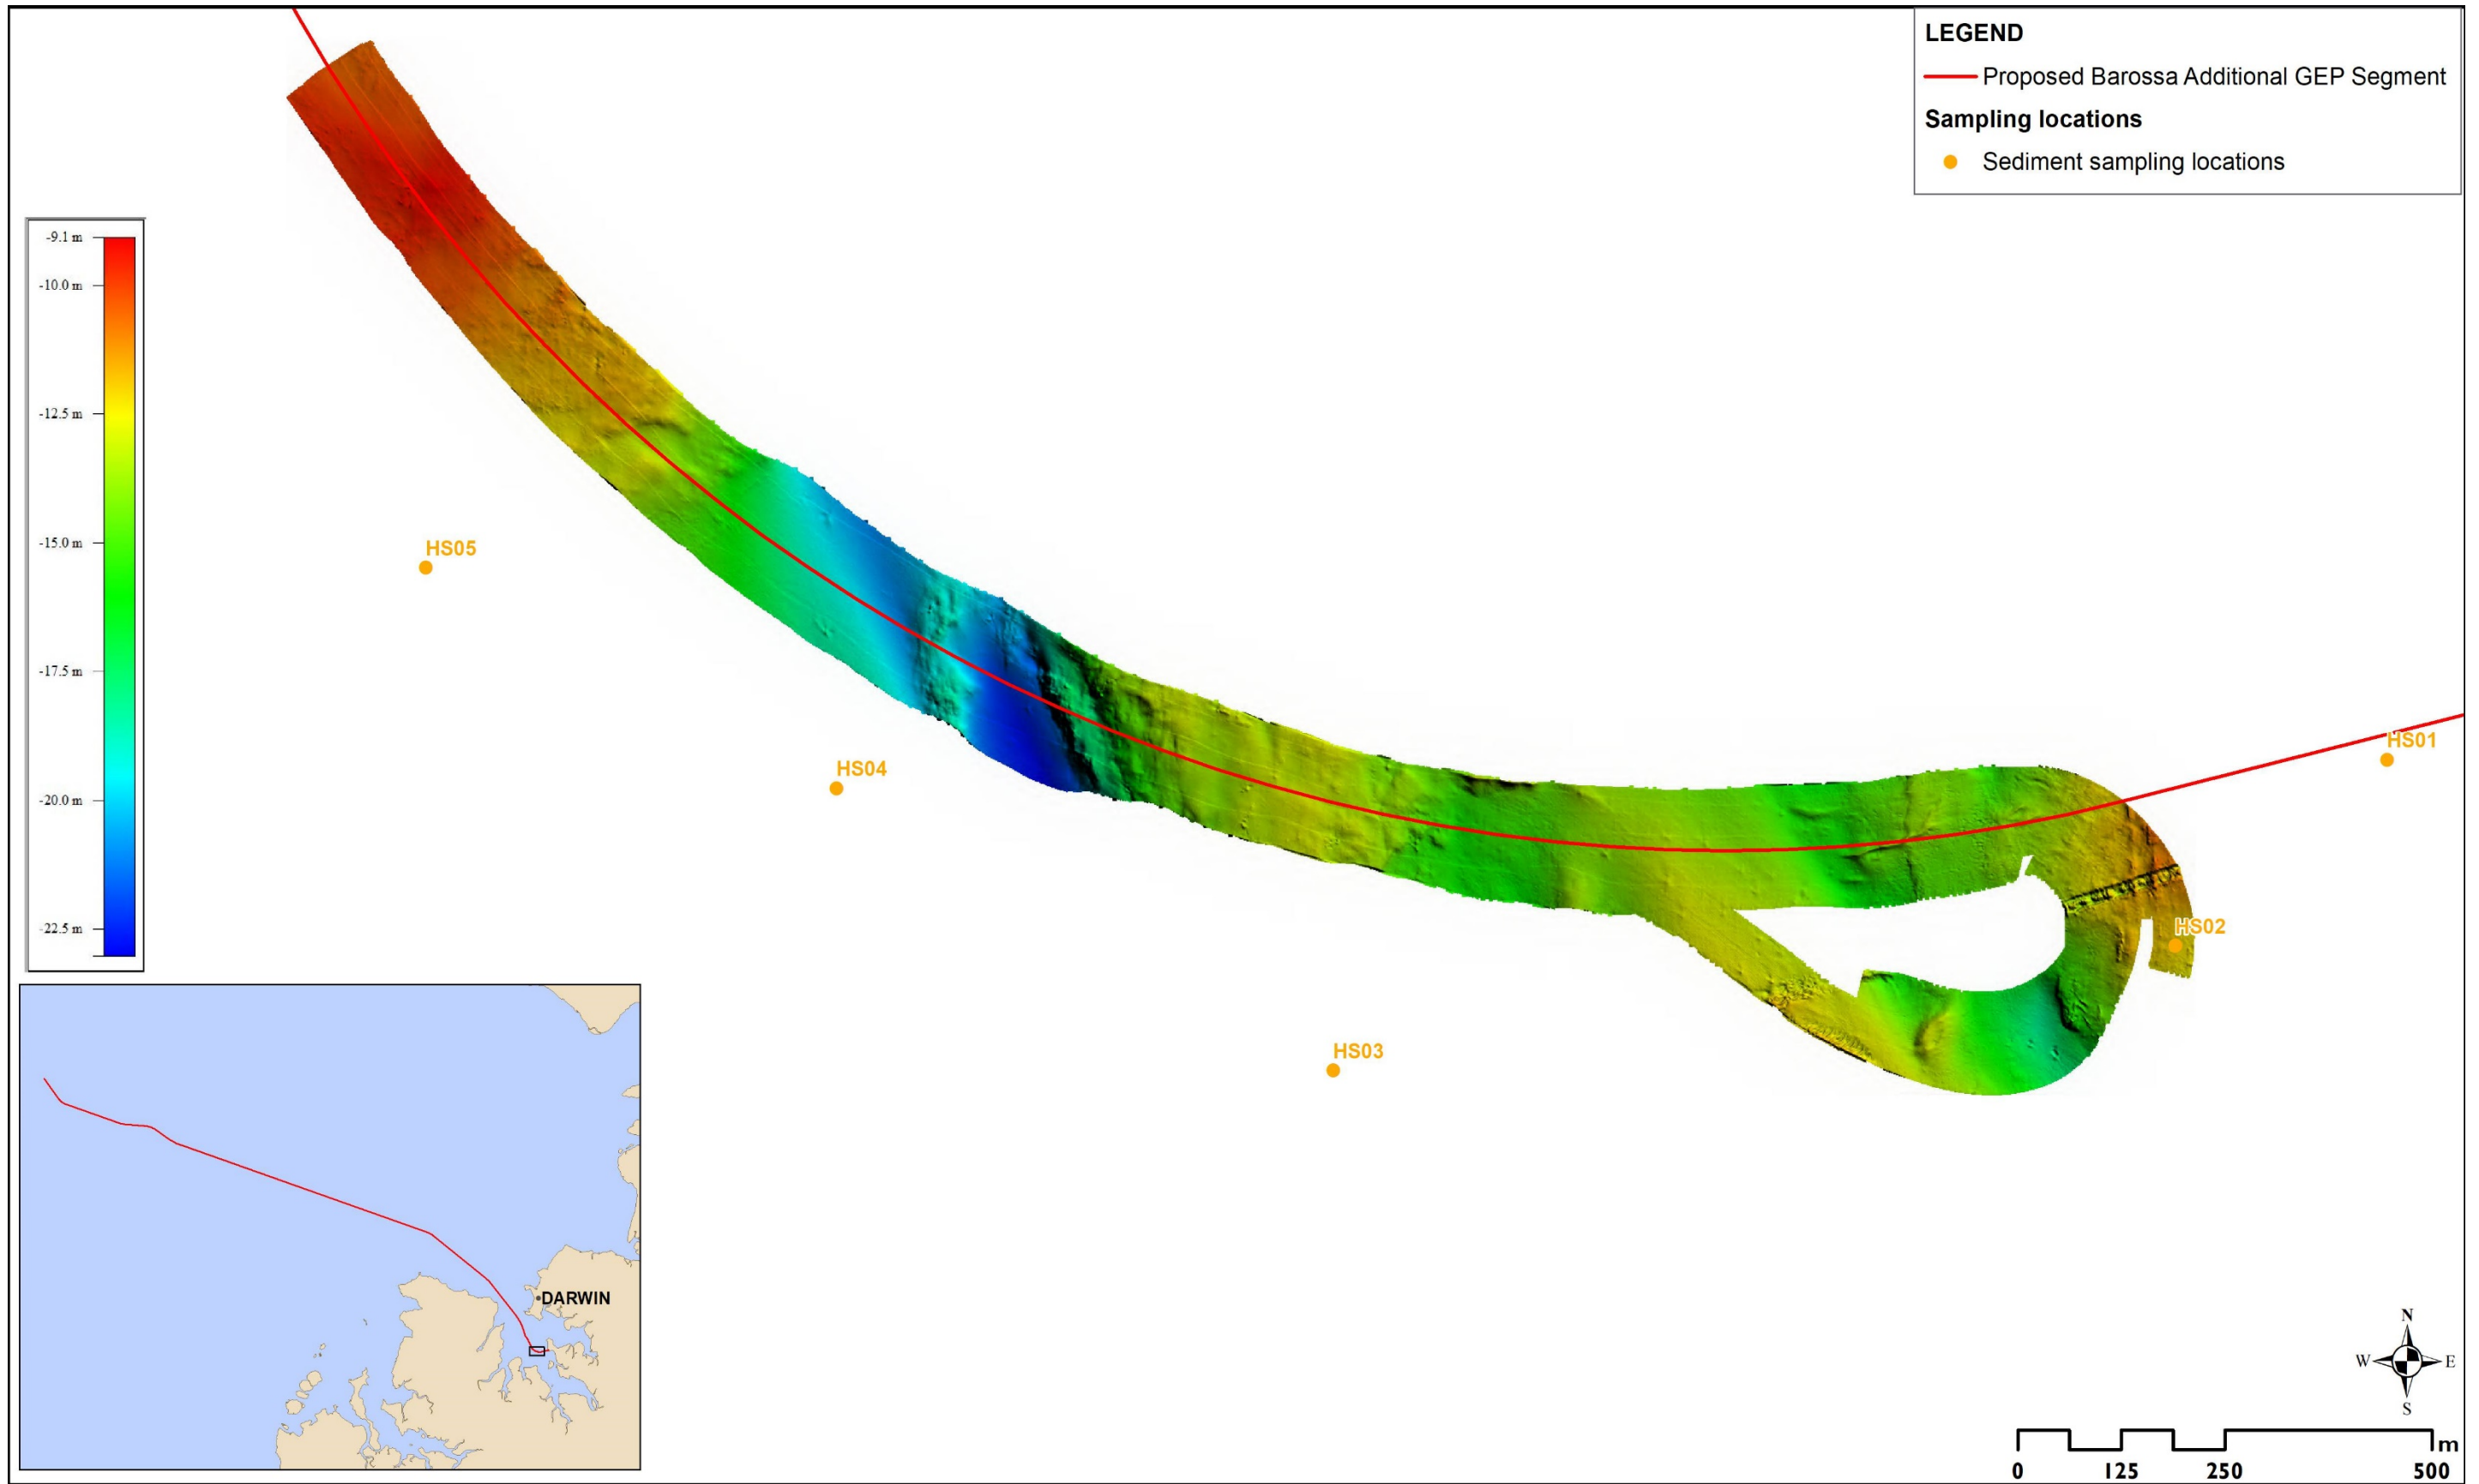 LEGEND
Proposed Barossa Additional GEP Segment
Sampling locations
Sediment sampling locations
-9.1 m
-10.0 m
-12.5 m
-15.0 m
-17.5 m
-20.0 m
-22.5 m
HS05
HS04
HS03
HS01
HS02
DARWIN
N
W E
S
m
0 125 250 500